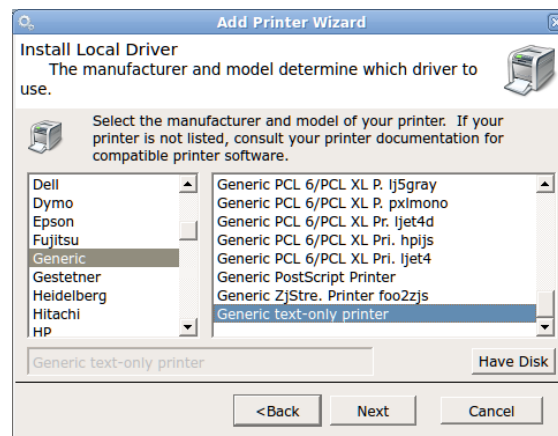 Add Printer Wizard
Install Local Driver
The manufacturer and model determine which driver to
use.
Select the manufacturer and model of your printer. If your
printer is not listed, consult your printer documentation for
compatible printer software.
Dell
Dymo
Epson
Fujitsu
Generic
Gestetner
Heidelberg
Hitachi
HP
Generic PCL 6/PCL XL P. lj5gray
Generic PCL 6/PCL XL P. pxlmono
Generic PCL 6/PCL XL Pr. ljet4d
Generic PCL 6/PCL XL Pri. hpijs
Generic PCL 6/PCL XL Pri. ljet4
Generic PostScript Printer
Generic ZjStre. Printer foo2zjs
Generic text-only printer
Generic text-only printer
Have Disk
<Back
Next
Cancel